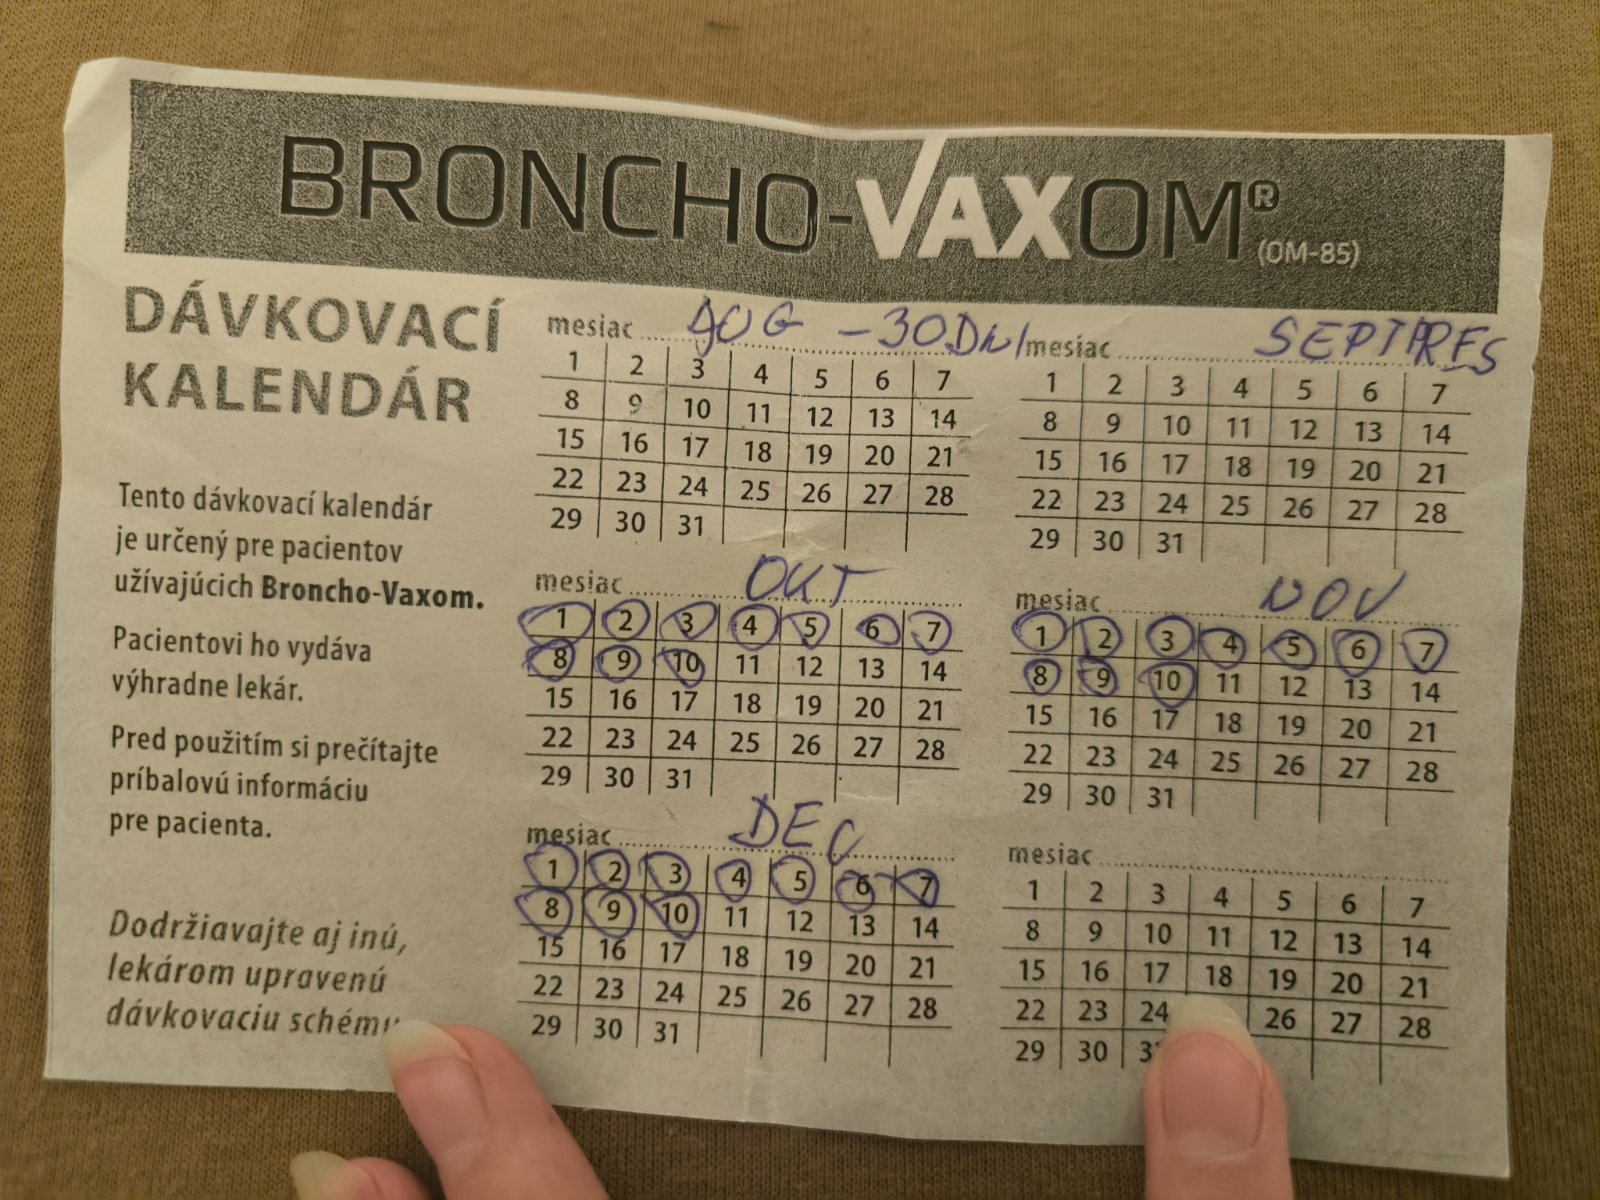 BRONCHO-VAXOM®
(OM-85)
DÁVKOVACÍ
KALENDÁR
Tento dávkovací kalendár
je určený pre pacientov
užívajúcich Broncho-Vaxom.
Pacientovi ho vydáva
výhradne lekár.
Pred použitím si prečítajte
príbalovú informáciu
pre pacienta.
Dodržiavajte aj inú,
lekárom upravenú
dávkovaciu schému
mesiac AUG - 30 DNI
1 2 3 4 5 6 7
8 9 10 11 12 13 14
15 16 17 18 19 20 21
22 23 24 25 26 27 28
29 30 31
mesiac SEPT
1 2 3 4 5 6 7
8 9 10 11 12 13 14
15 16 17 18 19 20 21
22 23 24 25 26 27 28
29 30 31
mesiac OKT
1 2 3 4 5 6 7
8 9 10 11 12 13 14
15 16 17 18 19 20 21
22 23 24 25 26 27 28
29 30 31
mesiac NOV
1 2 3 4 5 6 7
8 9 10 11 12 13 14
15 16 17 18 19 20 21
22 23 24 25 26 27 28
29 30 31
mesiac DEC
1 2 3 4 5 6 7
8 9 10 11 12 13 14
15 16 17 18 19 20 21
22 23 24 25 26 27 28
29 30 31
mesiac
1 2 3 4 5 6 7
8 9 10 11 12 13 14
15 16 17 18 19 20 21
22 23 24 26 27 28
29 30